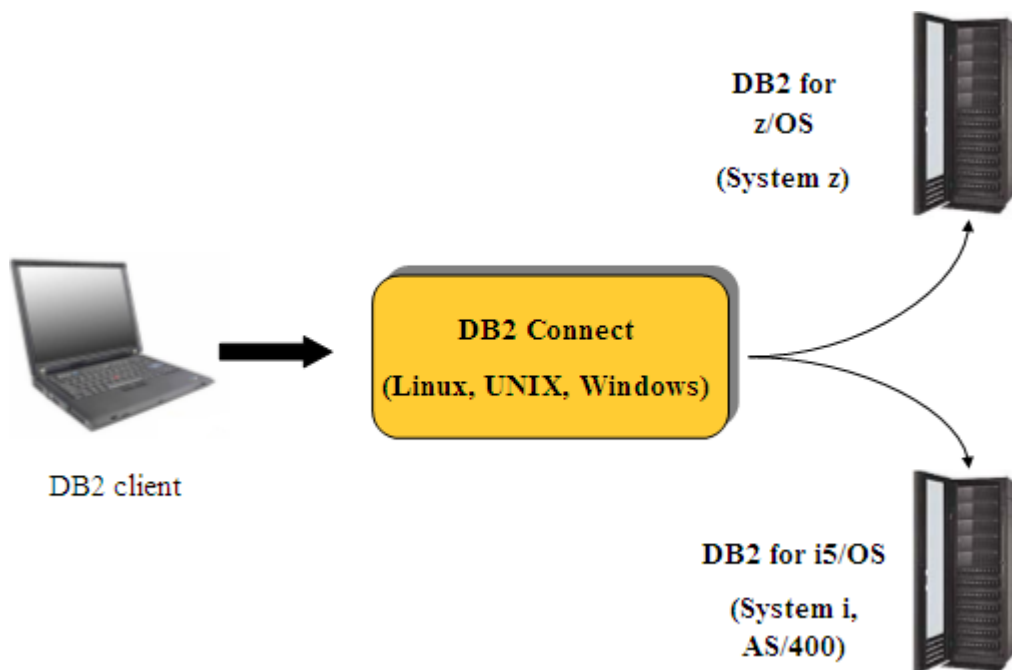 DB2 for
z/OS
(System z)
DB2 Connect
(Linux, UNIX, Windows)
DB2 client
DB2 for i5/OS
(System i,
AS/400)